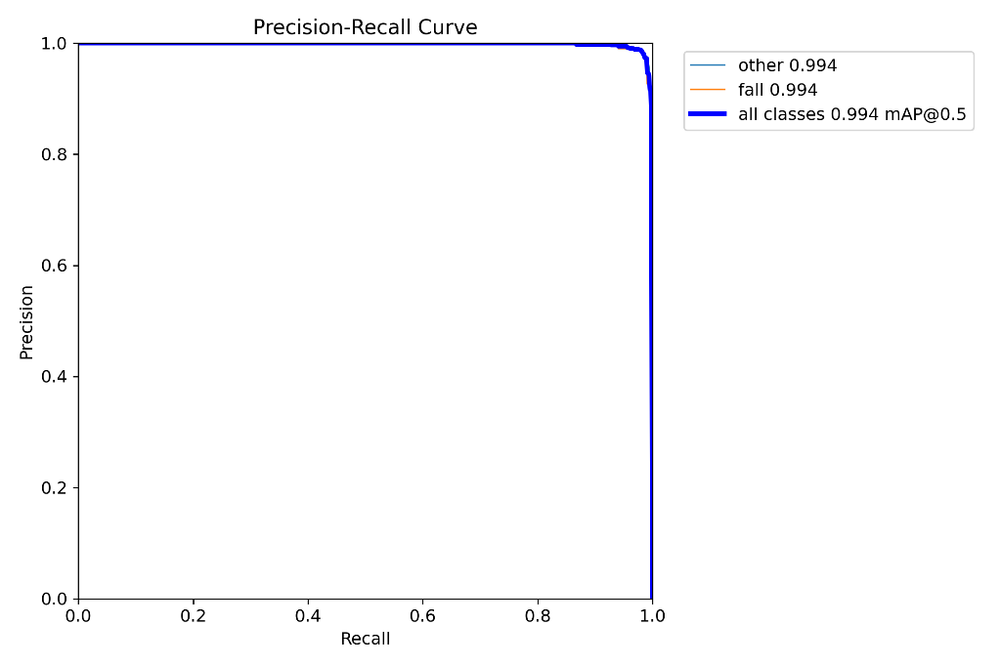 Precision-Recall Curve
other 0.994
fall 0.994
all classes 0.994 mAP@0.5
1.0
0.8
0.6
0.4
0.2
0.0
Precision
0.0 0.2 0.4 0.6 0.8 1.0
Recall